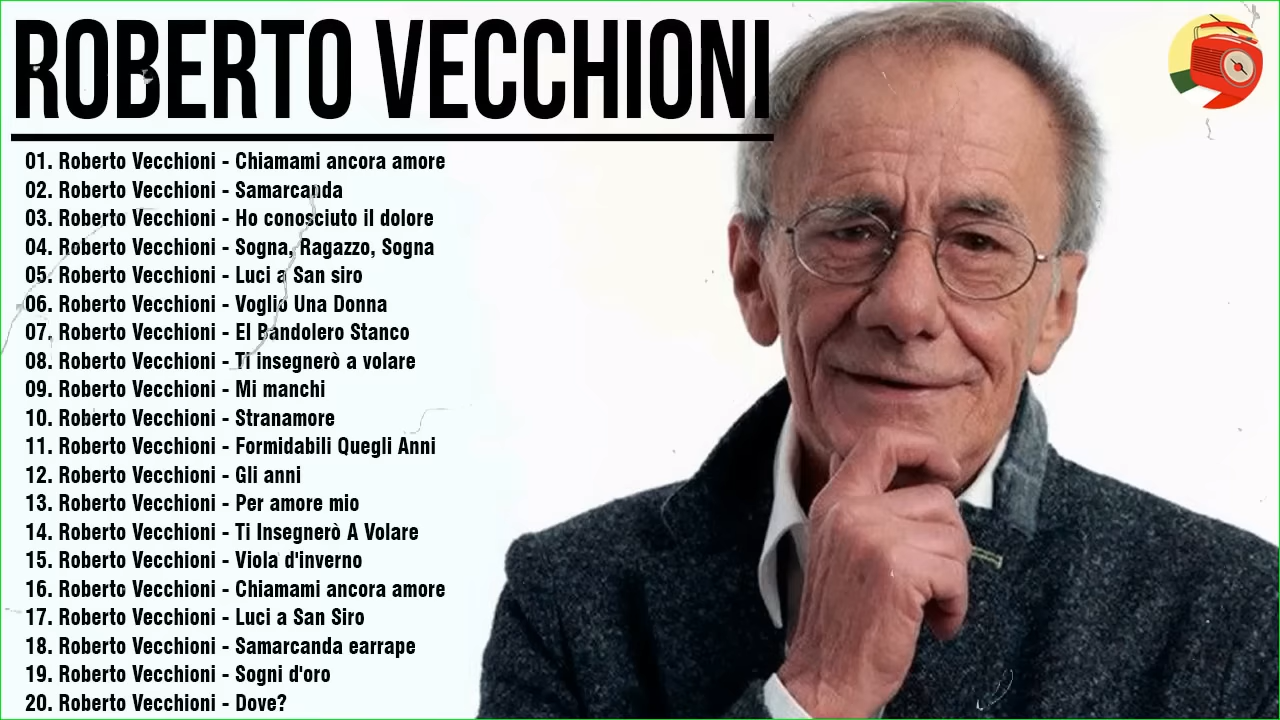 ROBERTO VECCHIONI
01. Roberto Vecchioni - Chiamami ancora amore
02. Roberto Vecchioni - Samarcanda
03. Roberto Vecchioni - Ho conosciuto il dolore
04. Roberto Vecchioni - Sogna, Ragazzo, Sogna
05. Roberto Vecchioni - Luci a San siro
06. Roberto Vecchioni - Voglio Una Donna
07. Roberto Vecchioni - El Bandolero Stanco
08. Roberto Vecchioni - Ti insegnerò a volare
09. Roberto Vecchioni - Mi manchi
10. Roberto Vecchioni - Stranamore
11. Roberto Vecchioni - Formidabili Quegli Anni
12. Roberto Vecchioni - Gli anni
13. Roberto Vecchioni - Per amore mio
14. Roberto Vecchioni - Ti Insegnerò A Volare
15. Roberto Vecchioni - Viola d'inverno
16. Roberto Vecchioni - Chiamami ancora amore
17. Roberto Vecchioni - Luci a San Siro
18. Roberto Vecchioni - Samarcanda earrape
19. Roberto Vecchioni - Sogni d'oro
20. Roberto Vecchioni - Dove?